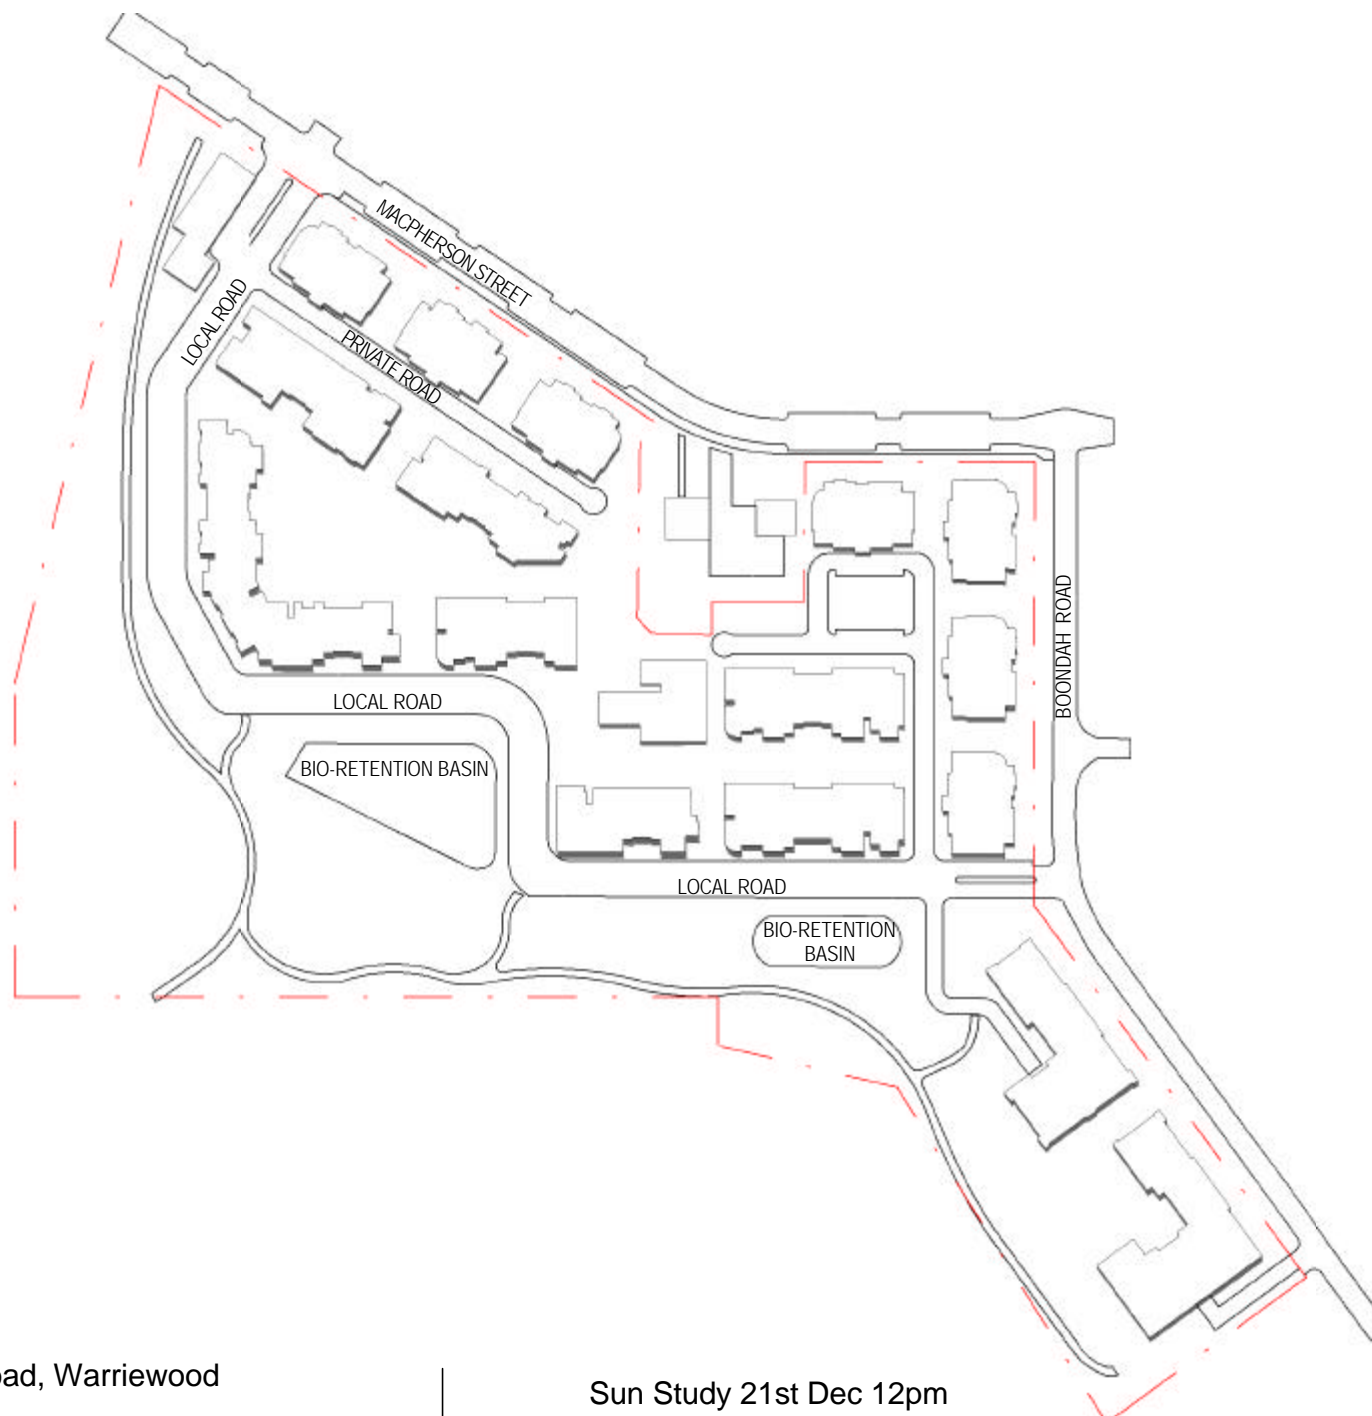 MACPHERSON STREET
LOCAL ROAD
PRIVATE ROAD
BOONDAH ROAD
LOCAL ROAD
BIO-RETENTION BASIN
LOCAL ROAD
BIO-RETENTION
BASIN
Warriewood
Sun Study 21st Dec 12pm